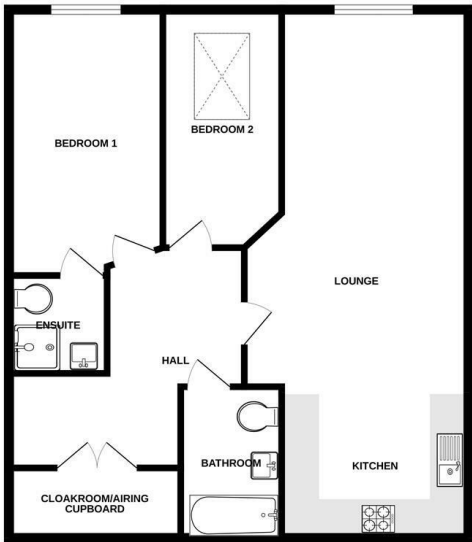 BEDROOM 1
BEDROOM 2
LOUNGE
ENSUITE
HALL
BATHROOM
KITCHEN
CLOAKROOM/AIRING
CUPBOARD